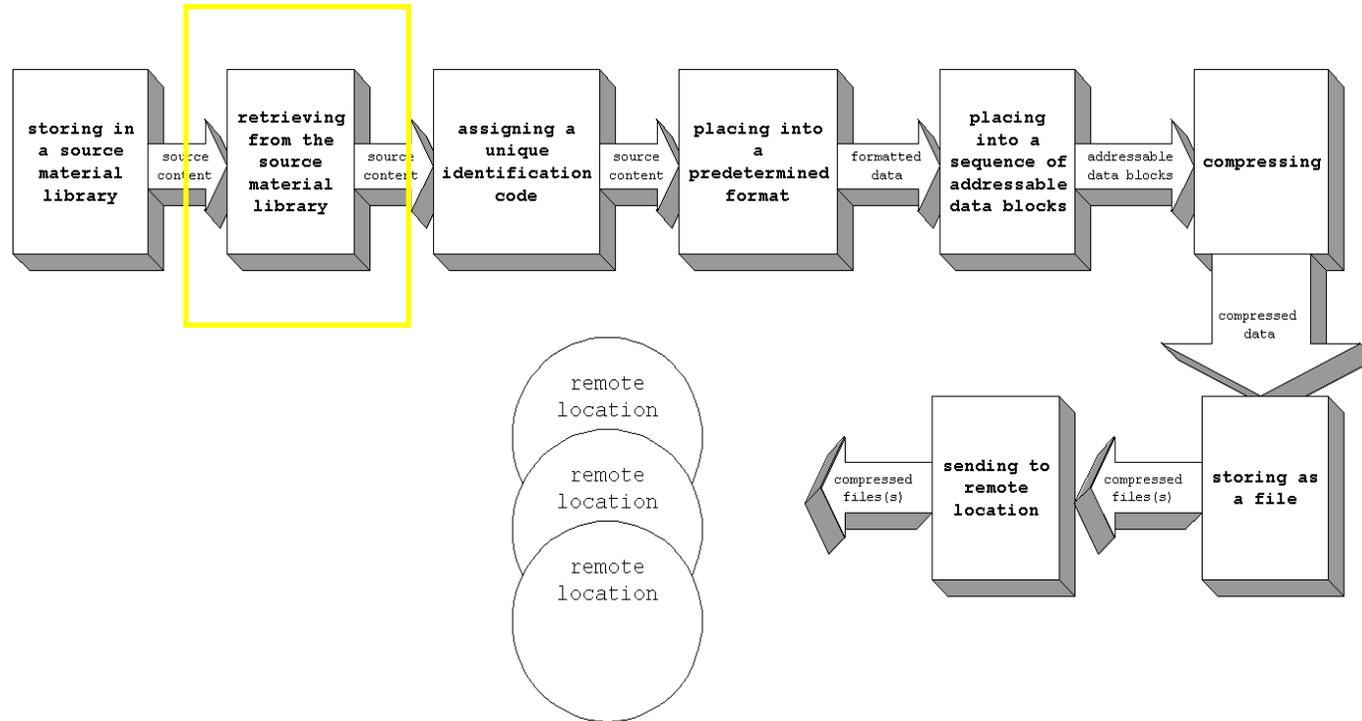 storing in
a source
material
library
source
content
retrieving
from the
source
material
library
source
content
assigning a
unique
identification
code
source
content
placing into
a
predetermined
format
formatted
data
placing
into a
sequence of
addressable
data blocks
addressable
data blocks
compressing
compressed
data
storing as
a file
compressed
files(s)
sending to
remote
location
compressed
files(s)
remote
location
remote
location
remote
location